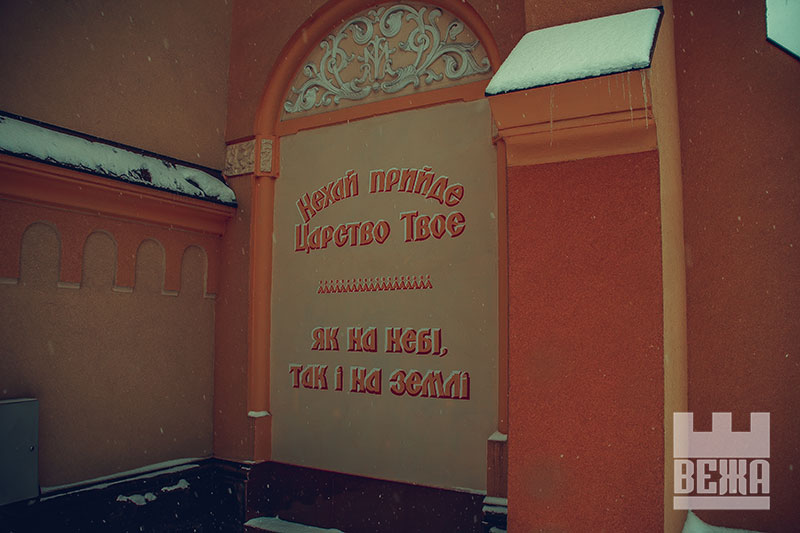 Нехай прийде
Царство Твоє
Як на небі,
так і на землі
ВЕЖА